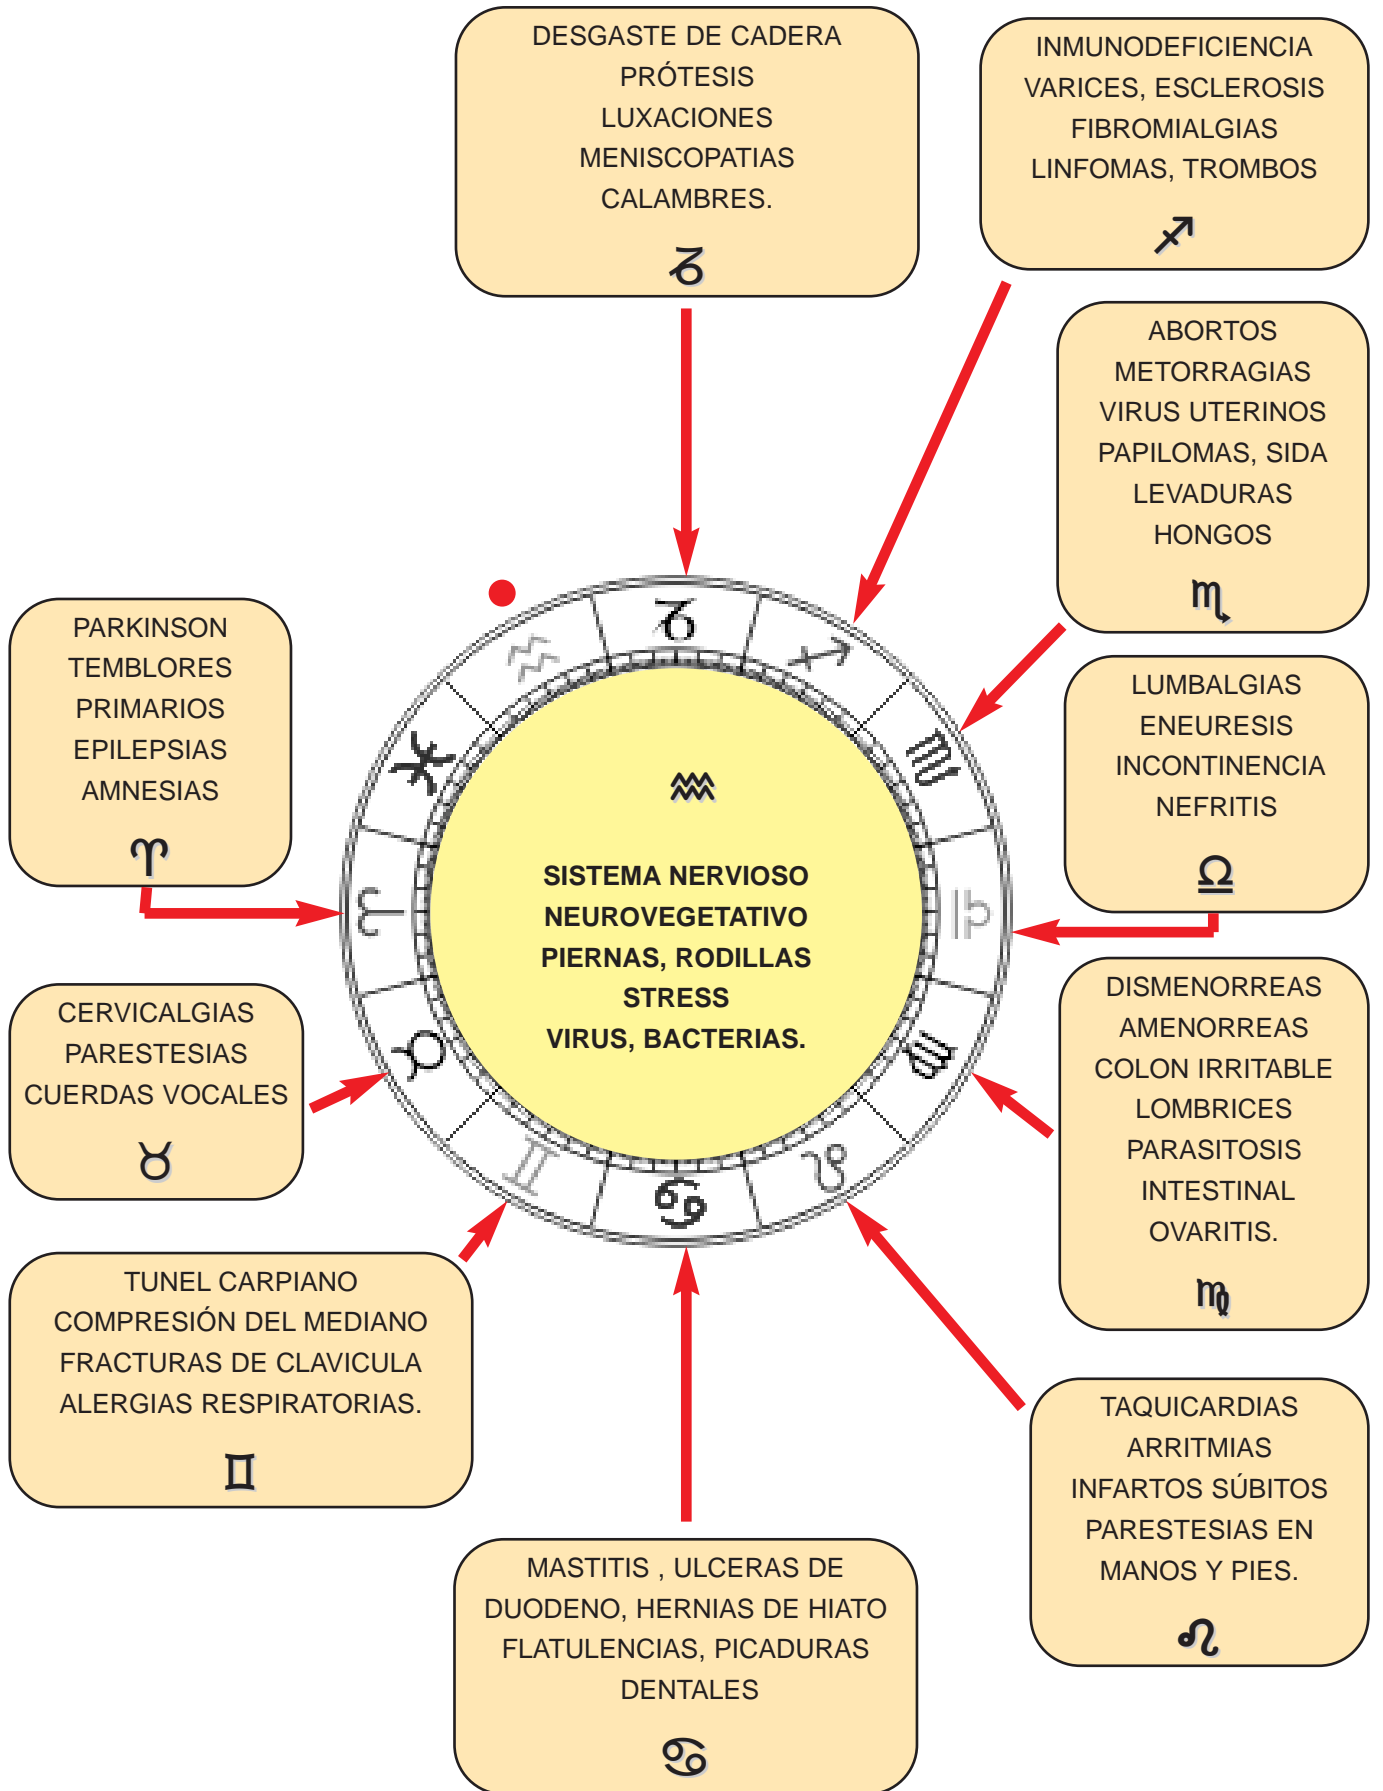 DESGASTE DE CADERA
PRÓTESIS
LUXACIONES
MENISCOPATIAS
CALAMBRES.
♑
INMUNODEFICIENCIA
VARICES, ESCLEROSIS
FIBROMIALGIAS
LINFOMAS, TROMBOS
♐
ABORTOS
METORRAGIAS
VIRUS UTERINOS
PAPILOMAS, SIDA
LEVADURAS
HONGOS
♏
PARKINSON
TEMBLORES
PRIMARIOS
EPILEPSIAS
AMNESIAS
♈
LUMBALGIAS
ENEURESIS
INCONTINENCIA
NEFRITIS
♎
♒
SISTEMA NERVIOSO
NEUROVEGETATIVO
PIERNAS, RODILLAS
STRESS
VIRUS, BACTERIAS.
CERVICALGIAS
PARESTESIAS
CUERDAS VOCALES
♉
DISMENORREAS
AMENORREAS
COLON IRRITABLE
LOMBRICES
PARASITOSIS
INTESTINAL
OVARITIS.
♍
TUNEL CARPIANO
COMPRESIÓN DEL MEDIANO
FRACTURAS DE CLAVICULA
ALERGIAS RESPIRATORIAS.
♊
TAQUICARDIAS
ARRITMIAS
INFARTOS SÚBITOS
PARESTESIAS EN
MANOS Y PIES.
♌
MASTITIS , ULCERAS DE
DUODENO, HERNIAS DE HIATO
FLATULENCIAS, PICADURAS
DENTALES
♋